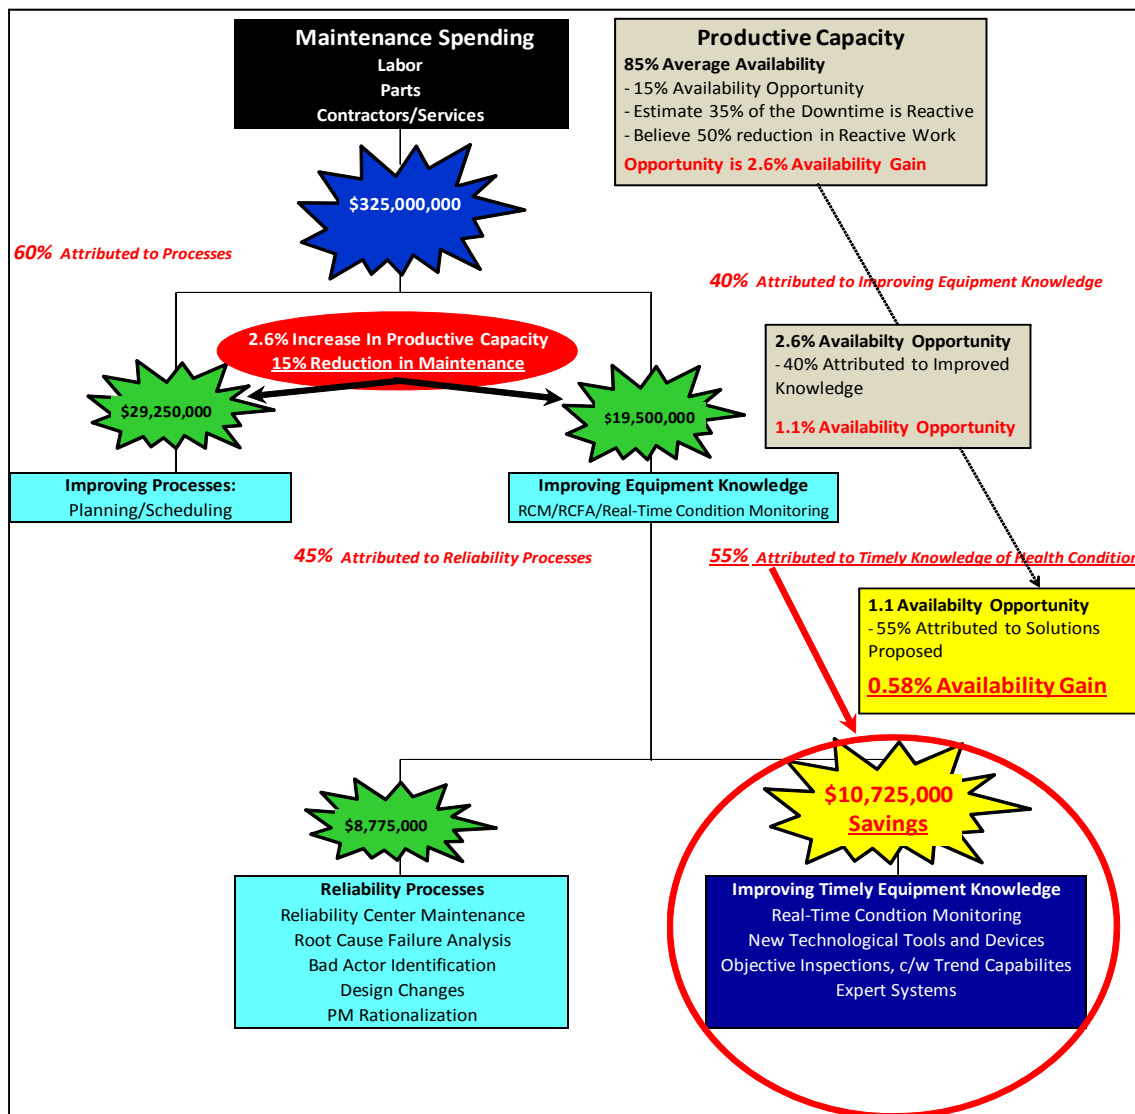 Maintenance Spending
Labor
Parts
Contractors/Services
Productive Capacity
85% Average Availability
- 15% Availability Opportunity
- Estimate 35% of the Downtime is Reactive
- Believe 50% reduction in Reactive Work
Opportunity is 2.6% Availability Gain
$325,000,000
60% Attributed to Processes
40% Attributed to Improving Equipment Knowledge
2.6% Increase In Productive Capacity
15% Reduction in Maintenance
2.6% Availabilty Opportunity
- 40% Attributed to Improved
Knowledge
1.1% Availability Opportunity
$29,250,000
$19,500,000
Improving Processes:
Planning/Scheduling
Improving Equipment Knowledge
RCM/RCFA/Real-Time Condition Monitoring
45% Attributed to Reliability Processes
55% Attributed to Timely Knowledge of Health Condition
1.1 Availabilty Opportunity
- 55% Attributed to Solutions
Proposed
0.58% Availability Gain
$8,775,000
$10,725,000
Savings
Reliability Processes
Reliability Center Maintenance
Root Cause Failure Analysis
Bad Actor Identification
Design Changes
PM Rationalization
Improving Timely Equipment Knowledge
Real-Time Condtion Monitoring
New Technological Tools and Devices
Objective Inspections, c/w Trend Capabilites
Expert Systems